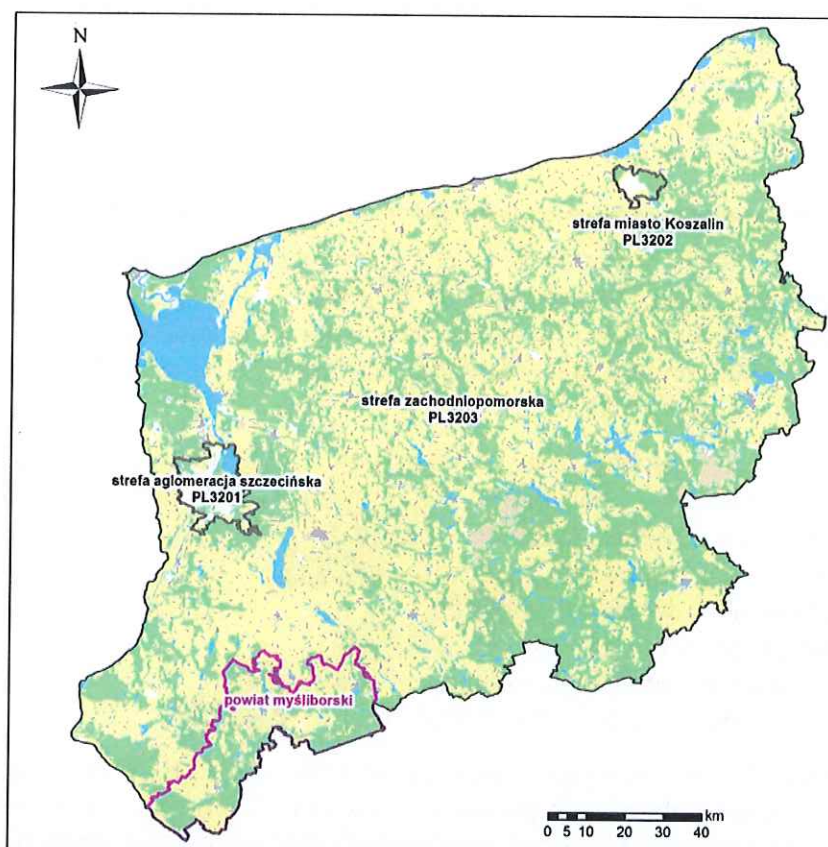 N
strefa miasto Koszalin
PL3202
strefa zachodniopomorska
PL3203
strefa aglomeracja szczecińska
PL3201
powiat myśliborski
km
0 5 10 20 30 40